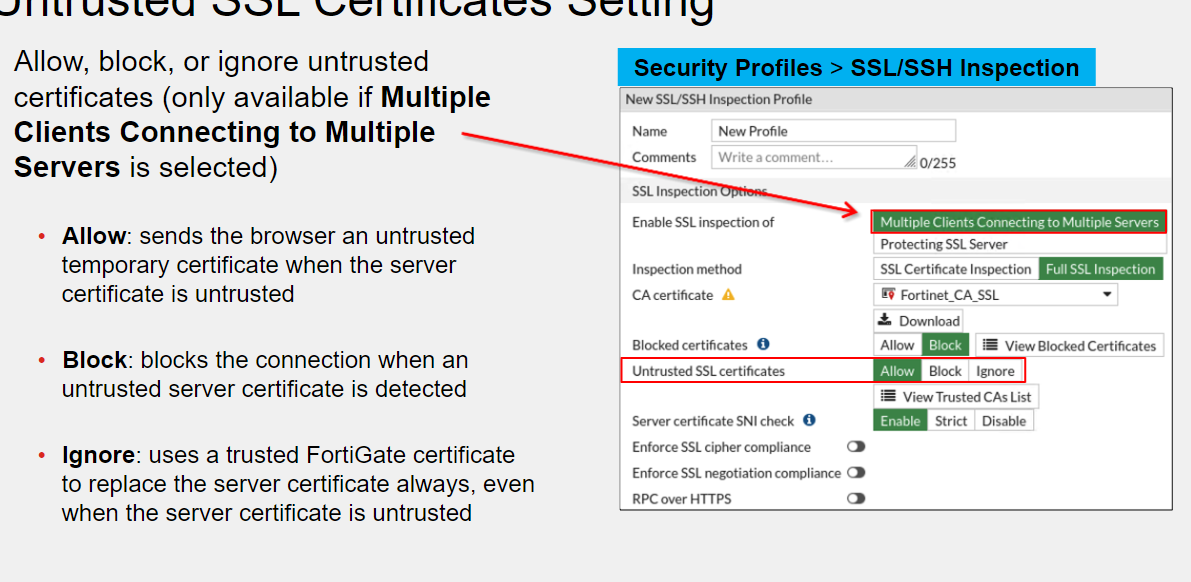 Untrusted SSL Certificates Setting
Allow, block, or ignore untrusted
certificates (only available if Multiple
Clients Connecting to Multiple
Servers is selected)
• Allow: sends the browser an untrusted
temporary certificate when the server
certificate is untrusted
• Block: blocks the connection when an
untrusted server certificate is detected
• Ignore: uses a trusted FortiGate certificate
to replace the server certificate always, even
when the server certificate is untrusted
Security Profiles > SSL/SSH Inspection
New SSL/SSH Inspection Profile
Name New Profile
Comments Write a comment... 0/255
SSL Inspection Options
Enable SSL inspection of Multiple Clients Connecting to Multiple Servers
Protecting SSL Server
Inspection method SSL Certificate Inspection Full SSL Inspection
CA certificate Fortinet_CA_SSL
Download
Blocked certificates Allow Block View Blocked Certificates
Untrusted SSL certificates Allow Block Ignore
View Trusted CAs List
Server certificate SNI check Enable Strict Disable
Enforce SSL cipher compliance
Enforce SSL negotiation compliance
RPC over HTTPS